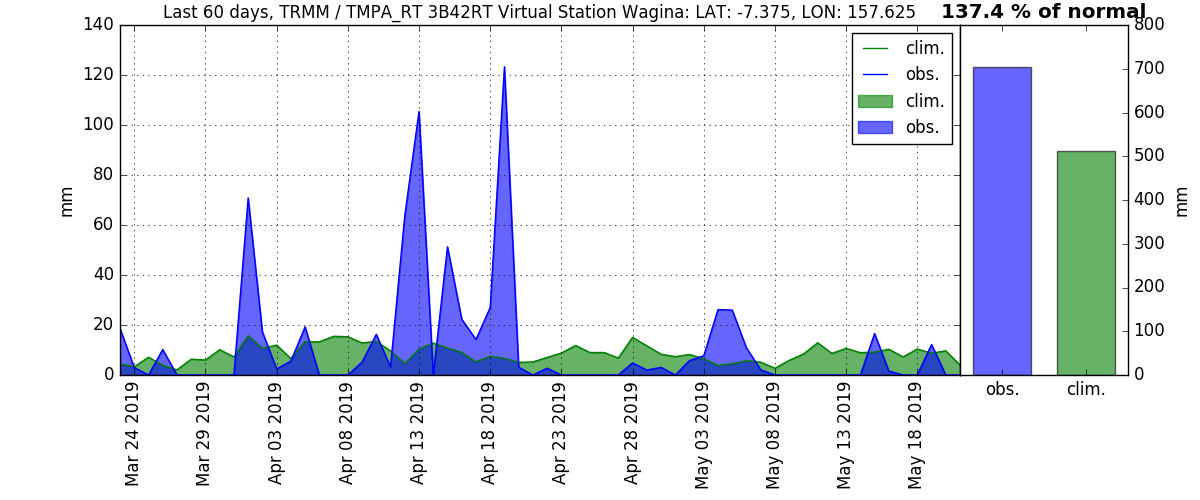 Last 60 days, TRMM / TMPA_RT 3B42RT Virtual Station Wagina: LAT: -7.375, LON: 157.625
137.4 % of normal
140
120
100
80
60
40
20
0
mm
clim.
obs.
clim.
obs.
800
700
600
500
400
300
200
100
0
mm
Mar 24 2019
Mar 29 2019
Apr 03 2019
Apr 08 2019
Apr 13 2019
Apr 18 2019
Apr 23 2019
Apr 28 2019
May 03 2019
May 08 2019
May 13 2019
May 18 2019
obs.
clim.